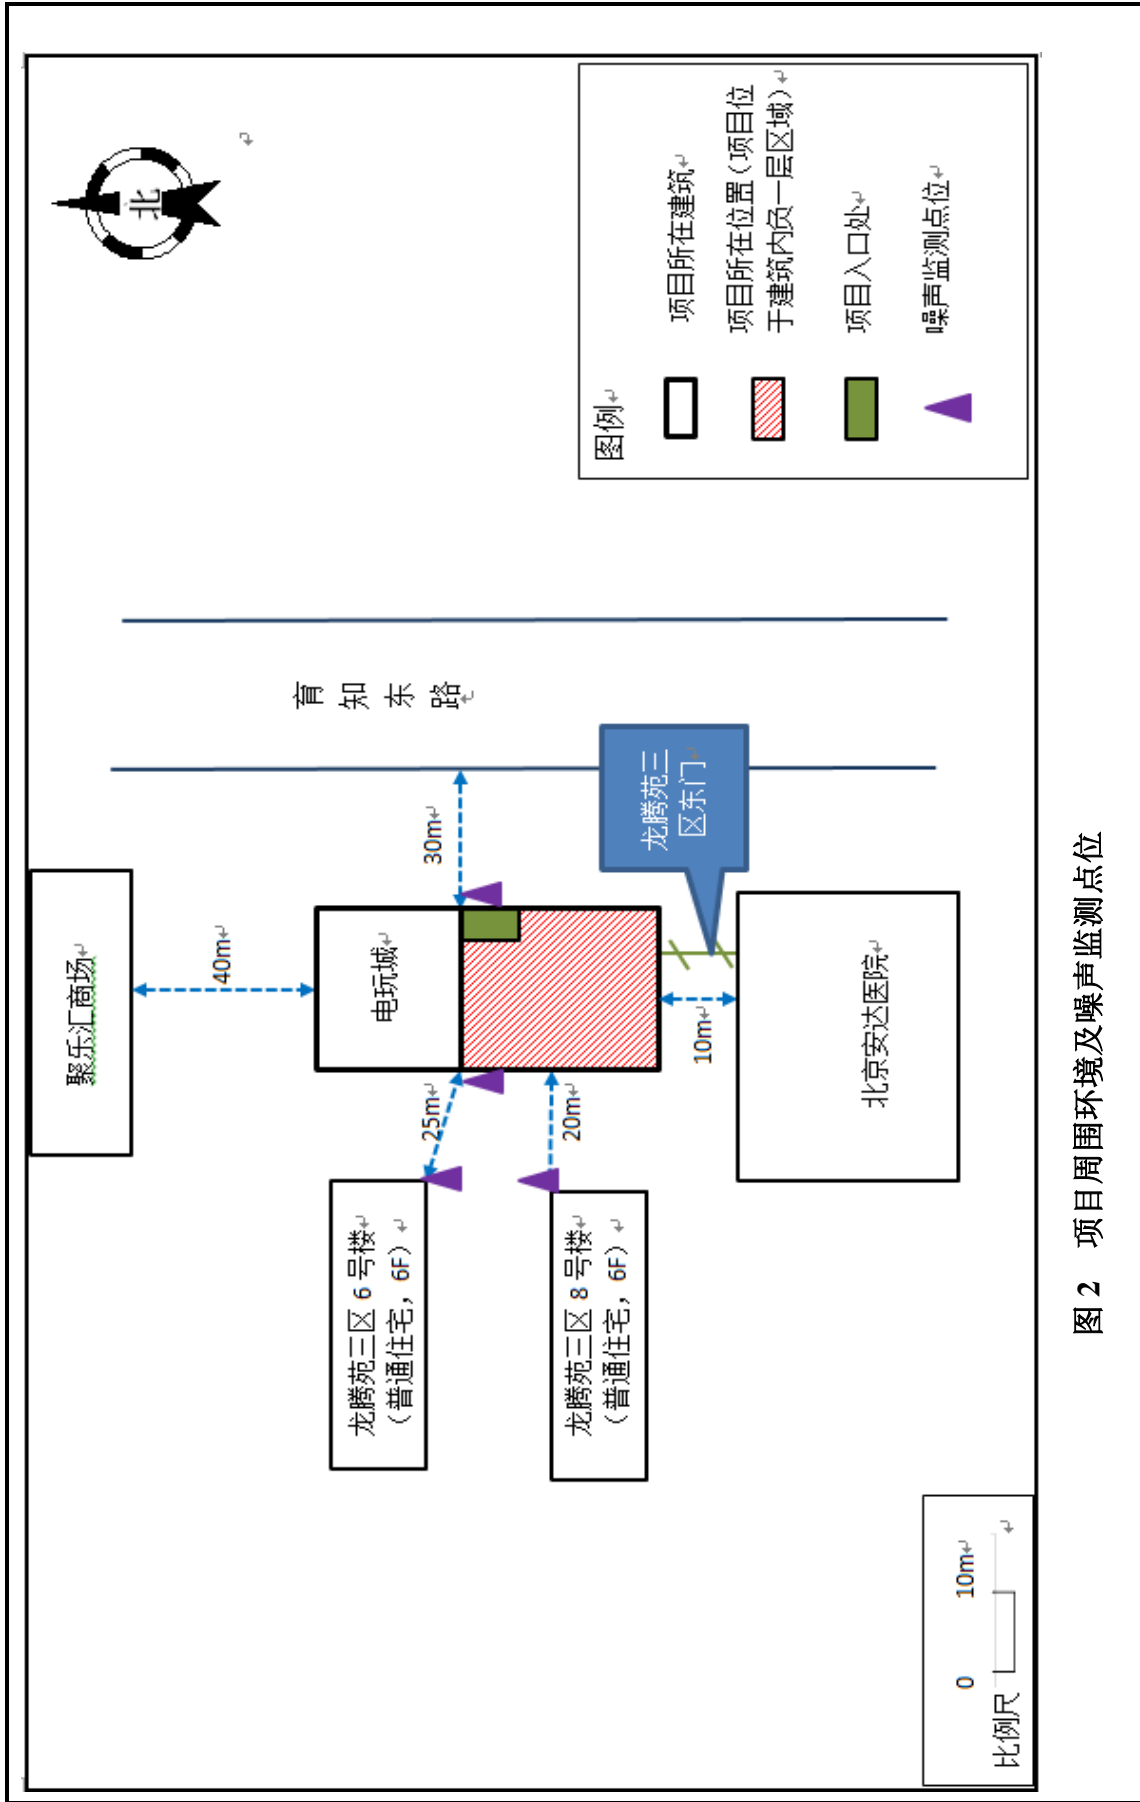 北
聚乐汇商场
40m
电玩城
30m
育知东路
25m
20m
10m
龙腾苑三区6号楼
（普通住宅，6F）
龙腾苑三区8号楼
（普通住宅，6F）
龙腾苑三
区东门
北京安达医院
图例
项目所在建筑
项目所在位置（项目位
于建筑内负一层区域）
项目入口处
噪声监测点位
0 10m
比例尺
图 2 项目周围环境及噪声监测点位